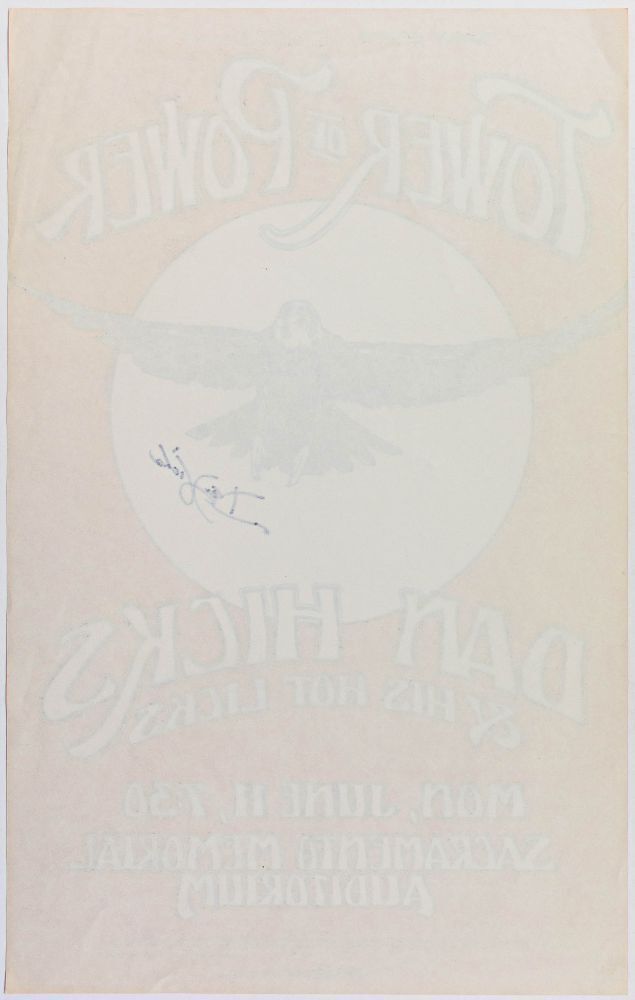 TOWER OF POWER
DAN HICKS
& HIS HOT LICKS
MON, JUNE 11, 7:30
SACRAMENTO MEMORIAL
AUDITORIUM